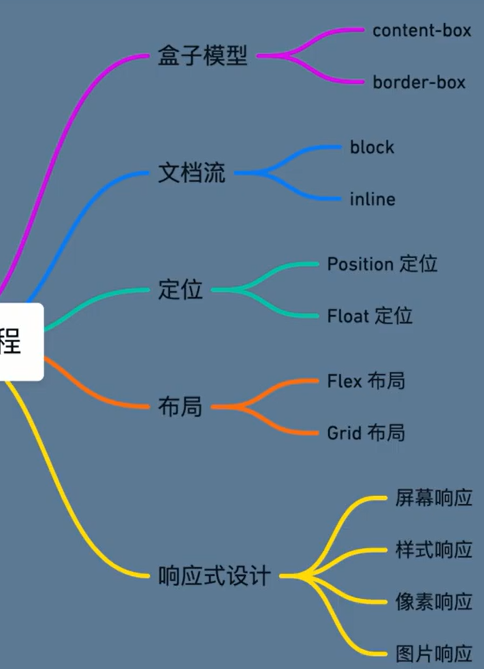 盒子模型
content-box
border-box
文档流
block
inline
定位
Position 定位
Float 定位
程
布局
Flex 布局
Grid 布局
响应式设计
屏幕响应
样式响应
像素响应
图片响应